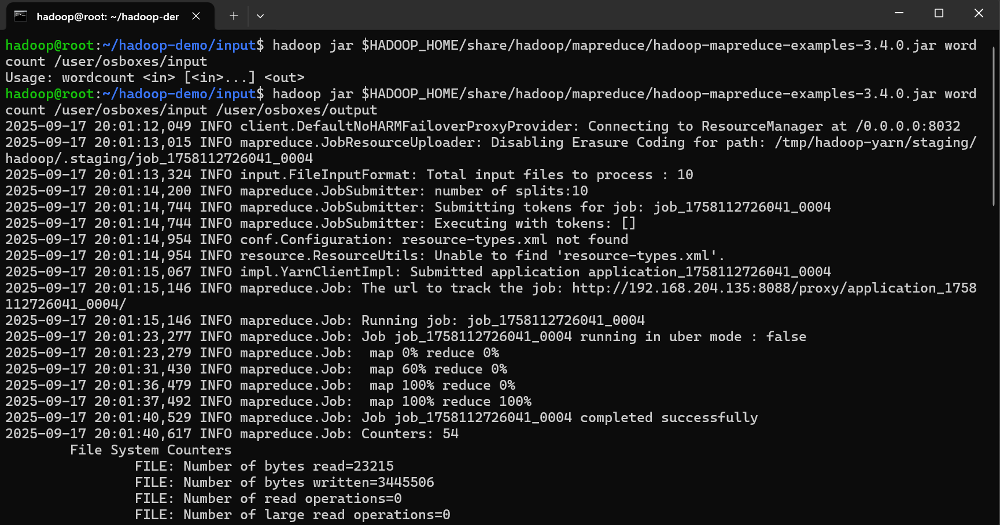 hadoop@root: ~/hadoop-der
hadoop@root:~/hadoop-demo/input$ hadoop jar $HADOOP_HOME/share/hadoop/mapreduce/hadoop-mapreduce-examples-3.4.0.jar word
count /user/osboxes/input
Usage: wordcount <in> [<in>...] <out>
hadoop@root:~/hadoop-demo/input$ hadoop jar $HADOOP_HOME/share/hadoop/mapreduce/hadoop-mapreduce-examples-3.4.0.jar word
count /user/osboxes/input /user/osboxes/output
2025-09-17 20:01:12,049 INFO client.DefaultNoHARMFailoverProxyProvider: Connecting to ResourceManager at /0.0.0.0:8032
2025-09-17 20:01:13,015 INFO mapreduce.JobResourceUploader: Disabling Erasure Coding for path: /tmp/hadoop-yarn/staging/
hadoop/.staging/job_1758112726041_0004
2025-09-17 20:01:13,324 INFO input.FileInputFormat: Total input files to process : 10
2025-09-17 20:01:14,200 INFO mapreduce.JobSubmitter: number of splits:10
2025-09-17 20:01:14,744 INFO mapreduce.JobSubmitter: Submitting tokens for job: job_1758112726041_0004
2025-09-17 20:01:14,744 INFO mapreduce.JobSubmitter: Executing with tokens: []
2025-09-17 20:01:14,954 INFO conf.Configuration: resource-types.xml not found
2025-09-17 20:01:14,954 INFO resource.ResourceUtils: Unable to find 'resource-types.xml'.
2025-09-17 20:01:15,067 INFO impl.YarnClientImpl: Submitted application application_1758112726041_0004
2025-09-17 20:01:15,146 INFO mapreduce.Job: The url to track the job: http://192.168.204.135:8088/proxy/application_1758
112726041_0004/
2025-09-17 20:01:15,146 INFO mapreduce.Job: Running job: job_1758112726041_0004
2025-09-17 20:01:23,277 INFO mapreduce.Job: Job job_1758112726041_0004 running in uber mode : false
2025-09-17 20:01:23,279 INFO mapreduce.Job:  map 0% reduce 0%
2025-09-17 20:01:31,430 INFO mapreduce.Job:  map 60% reduce 0%
2025-09-17 20:01:36,479 INFO mapreduce.Job:  map 100% reduce 0%
2025-09-17 20:01:37,492 INFO mapreduce.Job:  map 100% reduce 100%
2025-09-17 20:01:40,529 INFO mapreduce.Job: Job job_1758112726041_0004 completed successfully
2025-09-17 20:01:40,617 INFO mapreduce.Job: Counters: 54
File System Counters
FILE: Number of bytes read=23215
FILE: Number of bytes written=3445506
FILE: Number of read operations=0
FILE: Number of large read operations=0